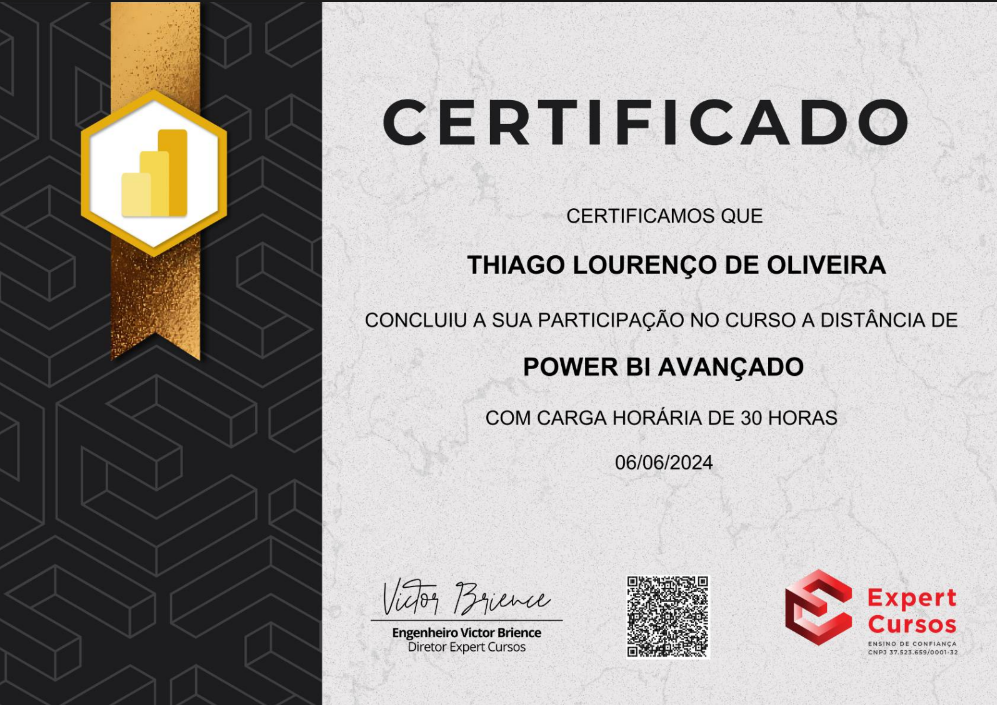 CERTIFICADO
CERTIFICAMOS QUE
THIAGO LOURENÇO DE OLIVEIRA
CONCLUIU A SUA PARTICIPAÇÃO NO CURSO A DISTÂNCIA DE
POWER BI AVANÇADO
COM CARGA HORÁRIA DE 30 HORAS
06/06/2024
Victor Brience
Engenheiro Victor Brience
Diretor Expert Cursos
Expert
Cursos
ENSINO DE CONFIANÇA
CNPJ 37.523.659/0001-32